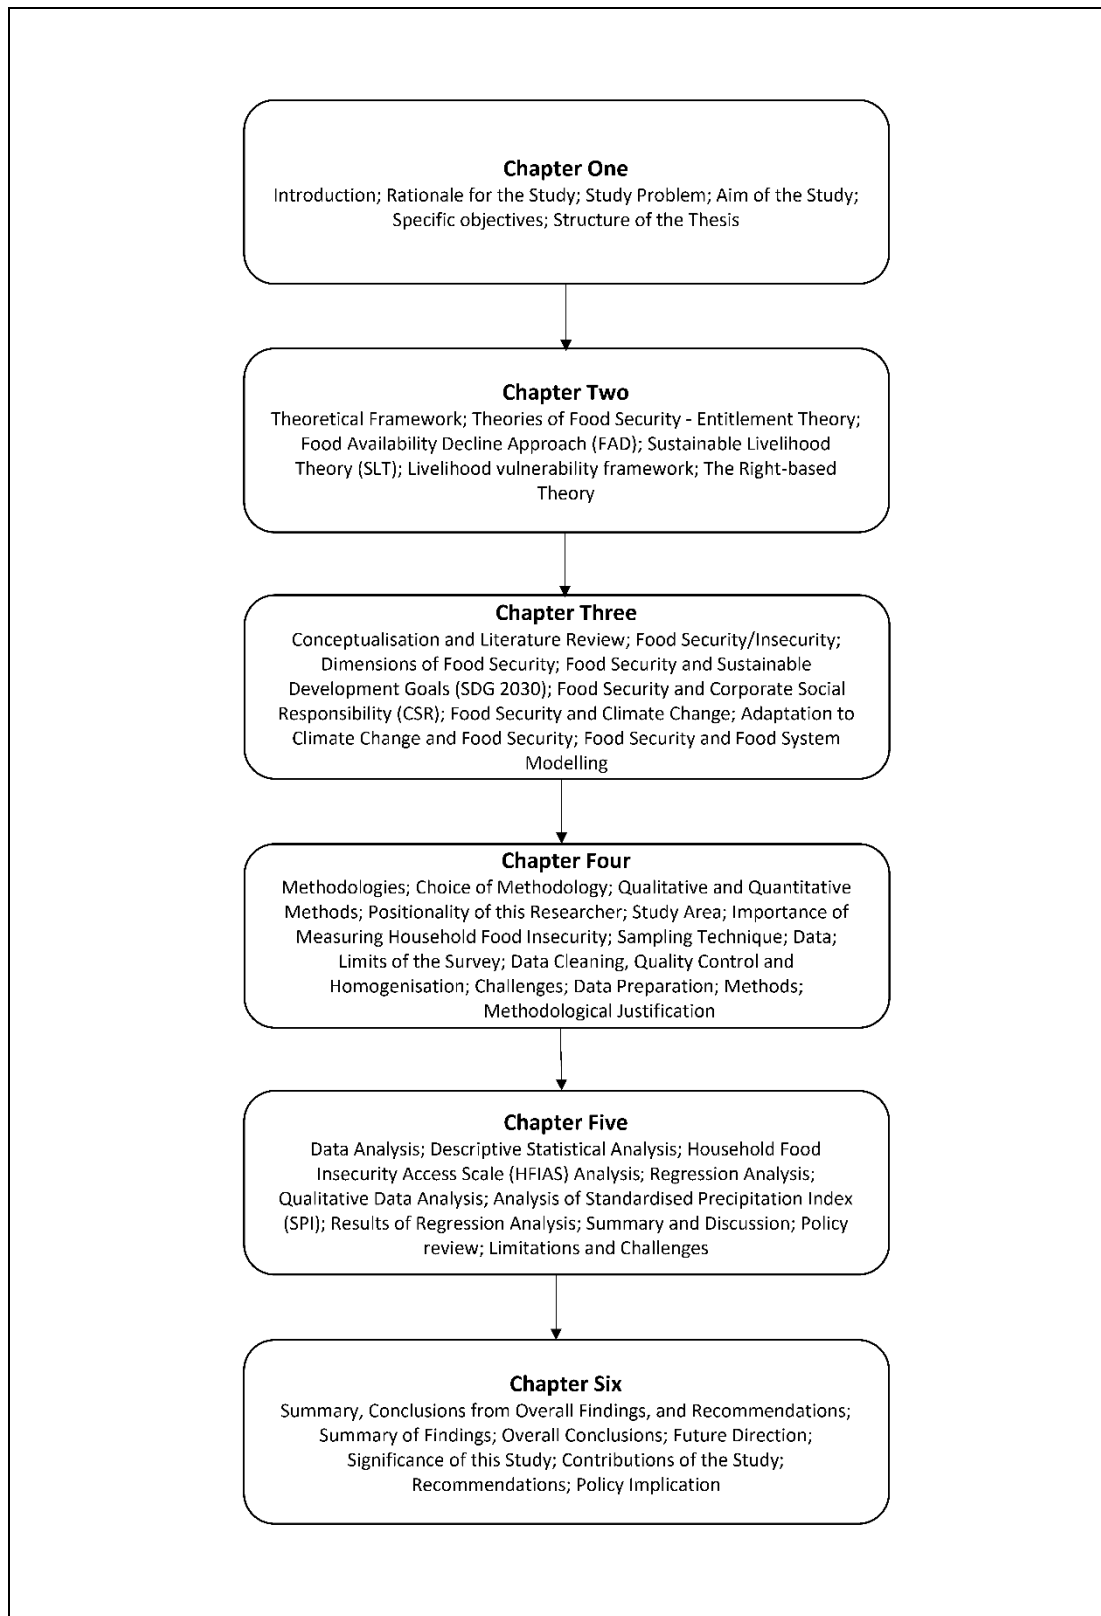 Chapter One
Introduction; Rationale for the Study; Study Problem; Aim of the Study;
Specific objectives; Structure of the Thesis
Chapter Two
Theoretical Framework; Theories of Food Security - Entitlement Theory;
Food Availability Decline Approach (FAD); Sustainable Livelihood
Theory (SLT); Livelihood vulnerability framework; The Right-based
Theory
Chapter Three
Conceptualisation and Literature Review; Food Security/Insecurity;
Dimensions of Food Security; Food Security and Sustainable
Development Goals (SDG 2030); Food Security and Corporate Social
Responsibility (CSR); Food Security and Climate Change; Adaptation to
Climate Change and Food Security; Food Security and Food System
Modelling
Chapter Four
Methodologies; Choice of Methodology; Qualitative and Quantitative
Methods; Positionality of this Researcher; Study Area; Importance of
Measuring Household Food Insecurity; Sampling Technique; Data;
Limits of the Survey; Data Cleaning, Quality Control and
Homogenisation; Challenges; Data Preparation; Methods;
Methodological Justification
Chapter Five
Data Analysis; Descriptive Statistical Analysis; Household Food
Insecurity Access Scale (HFIAS) Analysis; Regression Analysis;
Qualitative Data Analysis; Analysis of Standardised Precipitation Index
(SPI); Results of Regression Analysis; Summary and Discussion; Policy
review; Limitations and Challenges
Chapter Six
Summary, Conclusions from Overall Findings, and Recommendations;
Summary of Findings; Overall Conclusions; Future Direction;
Significance of this Study; Contributions of the Study;
Recommendations; Policy Implication